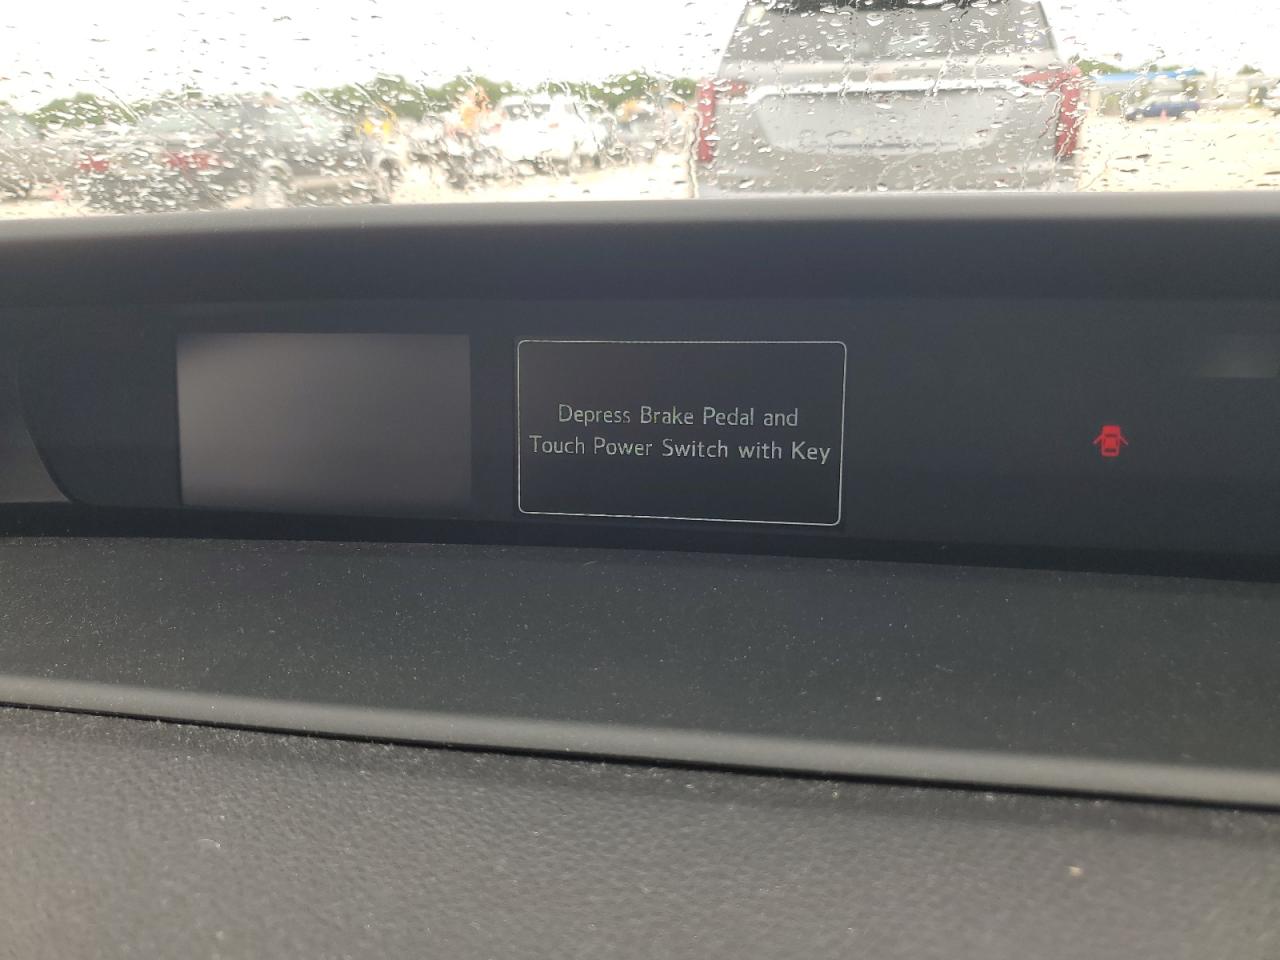 Depress Brake Pedal and
Touch Power Switch with Key